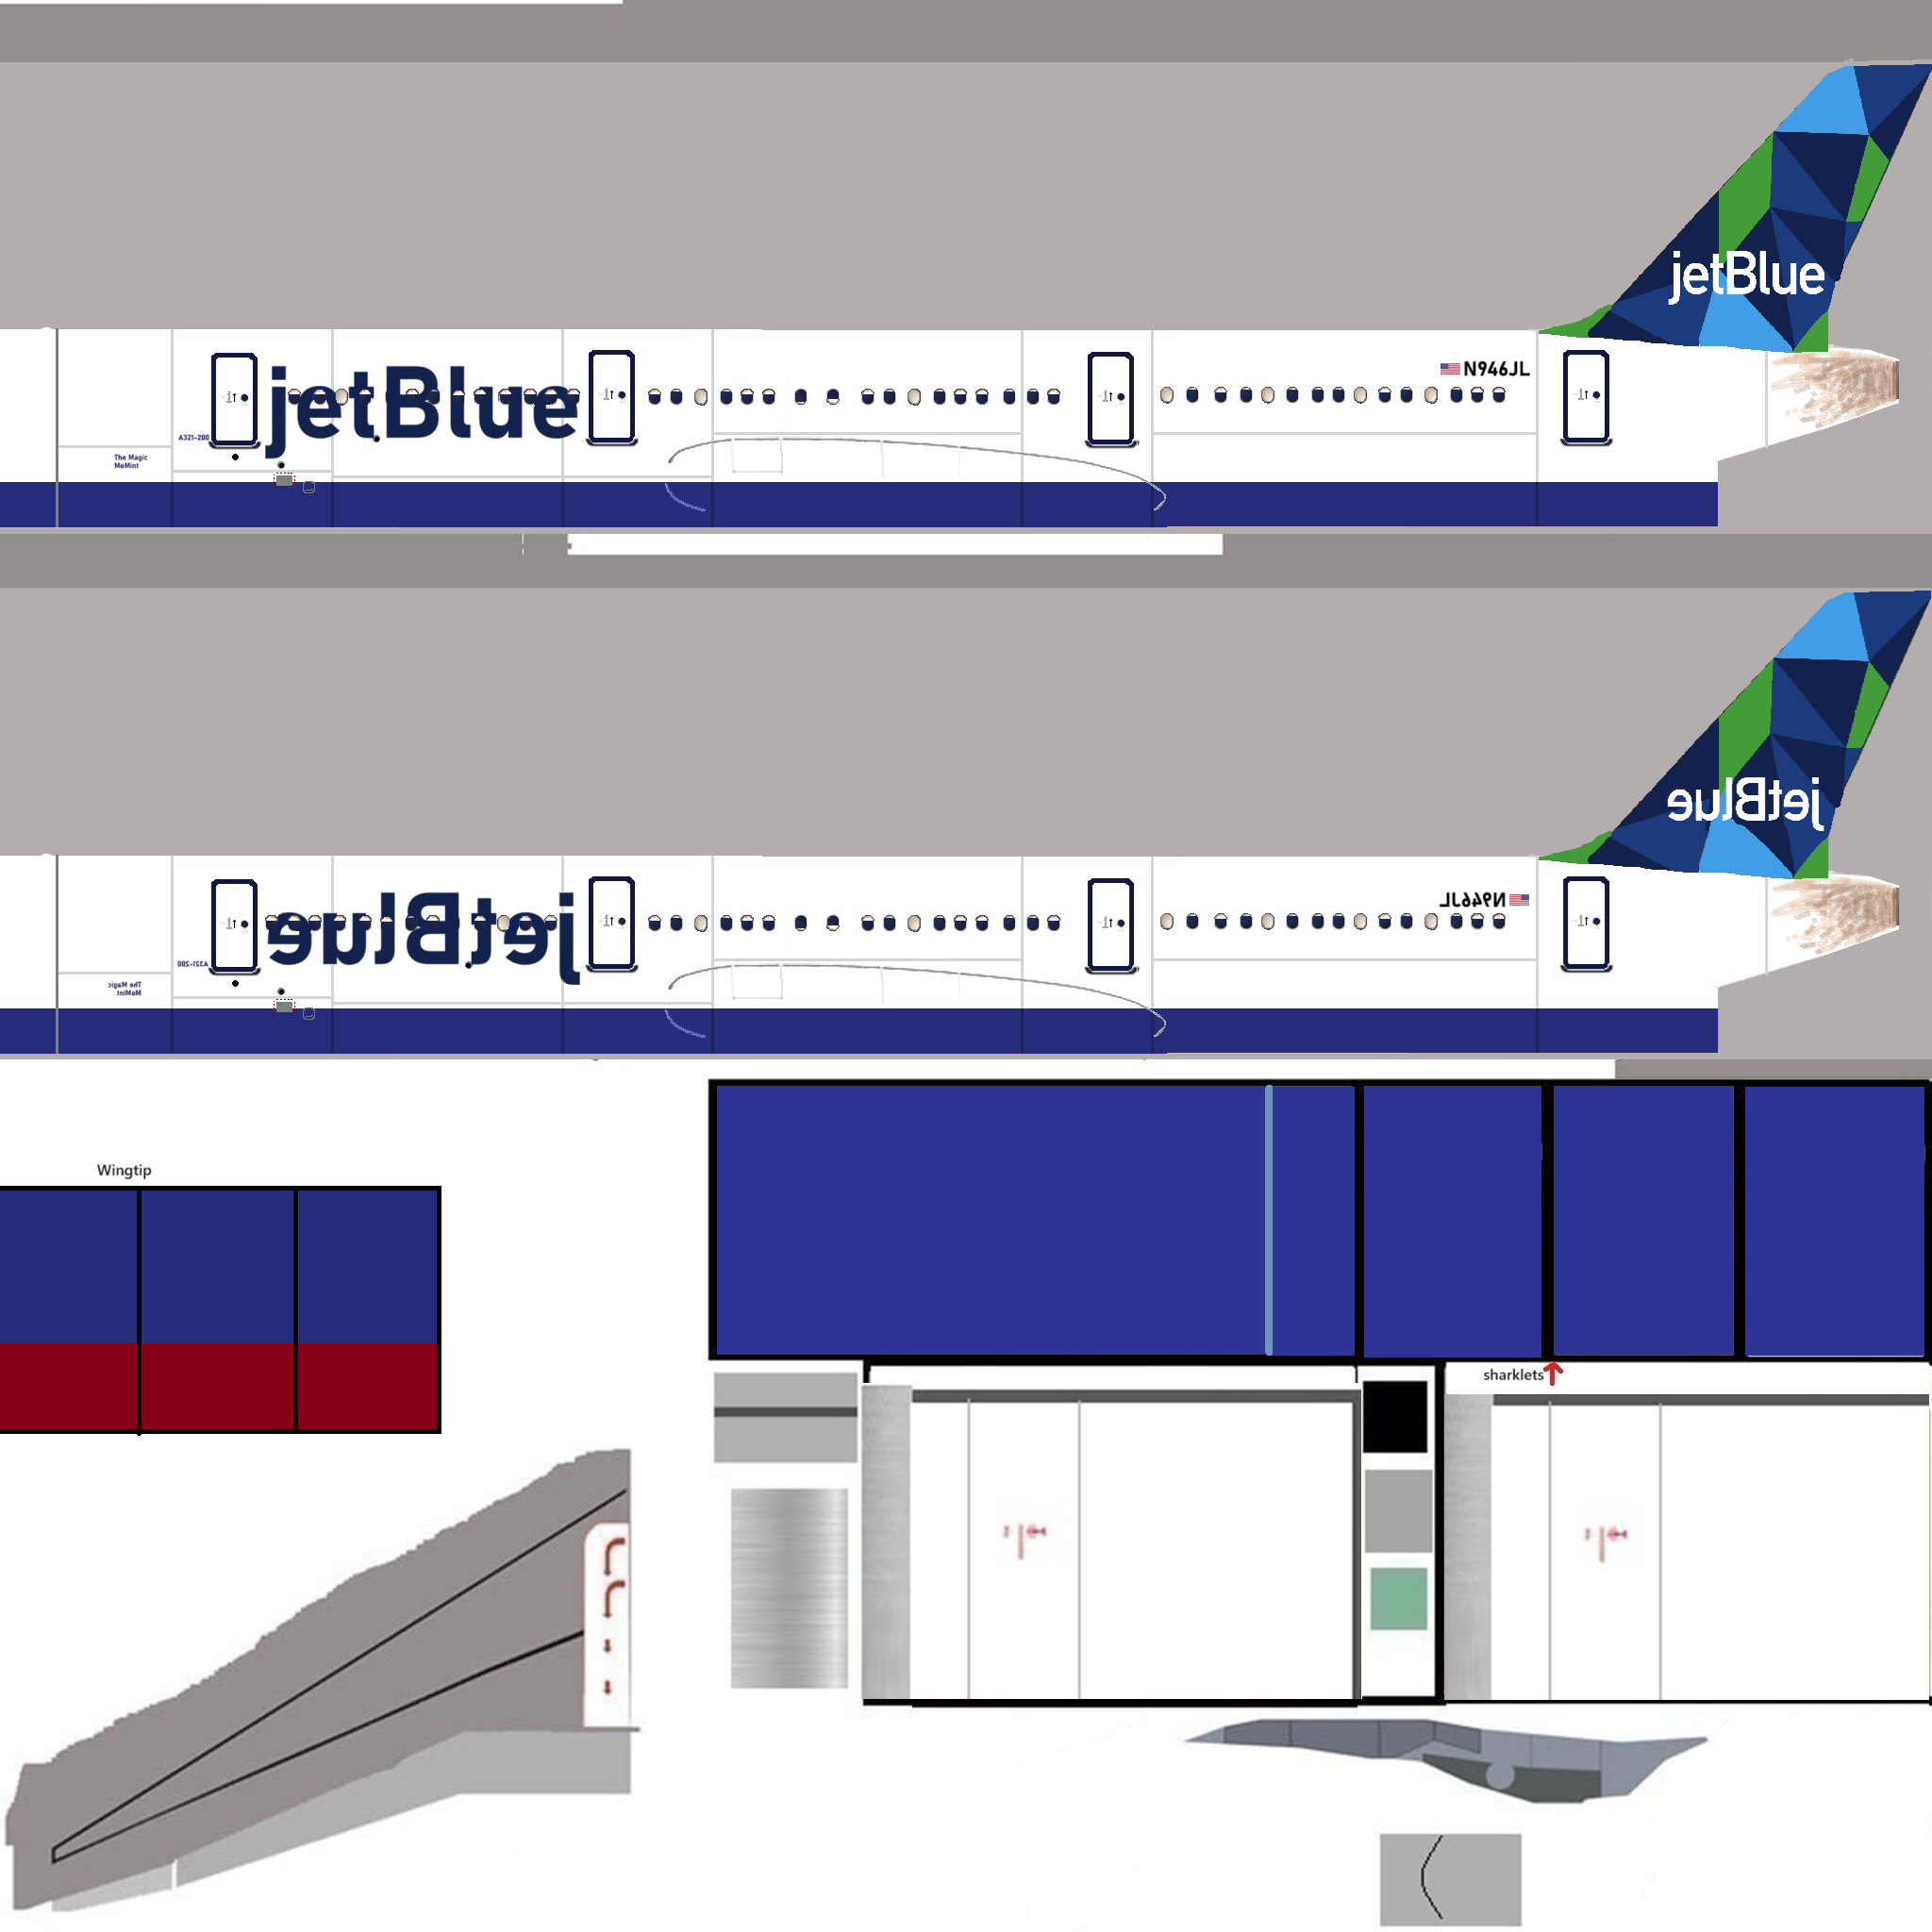 jetBlue
N946JL
jetBlue
A321-200
The Magic
MoMint
jetBlue
N946JL
jetBlue
A321-200
The Magic
MoMint
Wingtip
sharklets